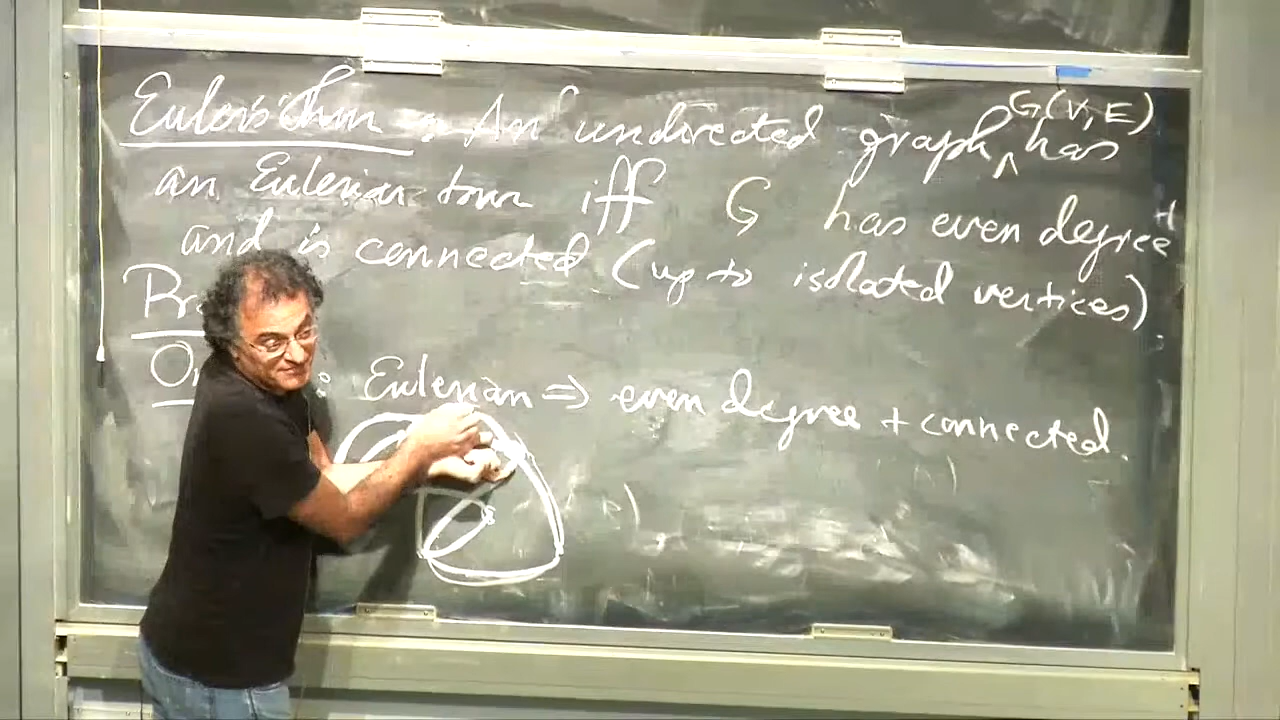 Euler's thm : An undirected graph ^ G(V, E) has
an Eulerian tour iff G has even degree
and is connected (up to isolated vertices).
: Eulerian ⇒ even degree + connected.